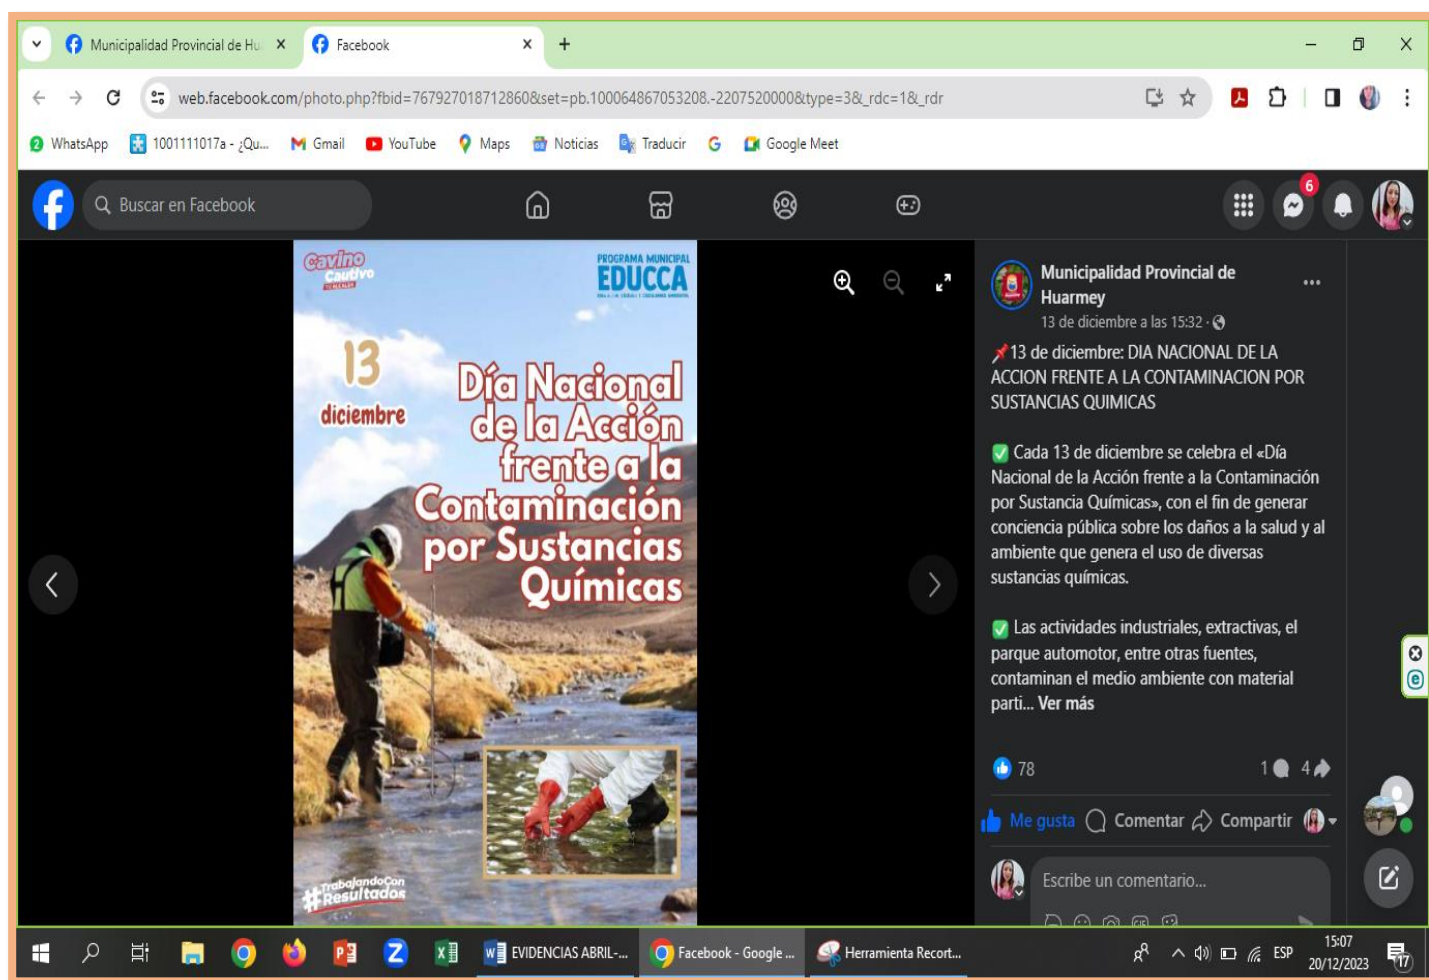 Municipalidad Provincial de Hu
Facebook
web.facebook.com/photo.php?fbid=767927018712860&set=pb.100064867053208.-2207520000&type=3&_rdc=1&_rdr
WhatsApp
1001111017a - ¿Qu...
Gmail
YouTube
Maps
Noticias
Traducir
Google Meet
Buscar en Facebook
6
Cavino
Cautivo
TU ALCALDE
PROGRAMA MUNICIPAL
EDUCCA
13
diciembre
Día Nacional
de la Acción
frente a la
Contaminación
por Sustancias
Químicas
#TrabajandoCon
Resultados
Municipalidad Provincial de
Huarmey
13 de diciembre a las 15:32 ·
13 de diciembre: DIA NACIONAL DE LA
ACCION FRENTE A LA CONTAMINACION POR
SUSTANCIAS QUIMICAS
Cada 13 de diciembre se celebra el «Día
Nacional de la Acción frente a la Contaminación
por Sustancia Químicas», con el fin de generar
conciencia pública sobre los daños a la salud y al
ambiente que genera el uso de diversas
sustancias químicas.
Las actividades industriales, extractivas, el
parque automotor, entre otras fuentes,
contaminan el medio ambiente con material
parti... Ver más
78
1
4
Me gusta
Comentar
Compartir
Escribe un comentario...
GIF
EVIDENCIAS ABRIL-...
Facebook - Google ...
Herramienta Recort...
ESP
15:07
20/12/2023
17